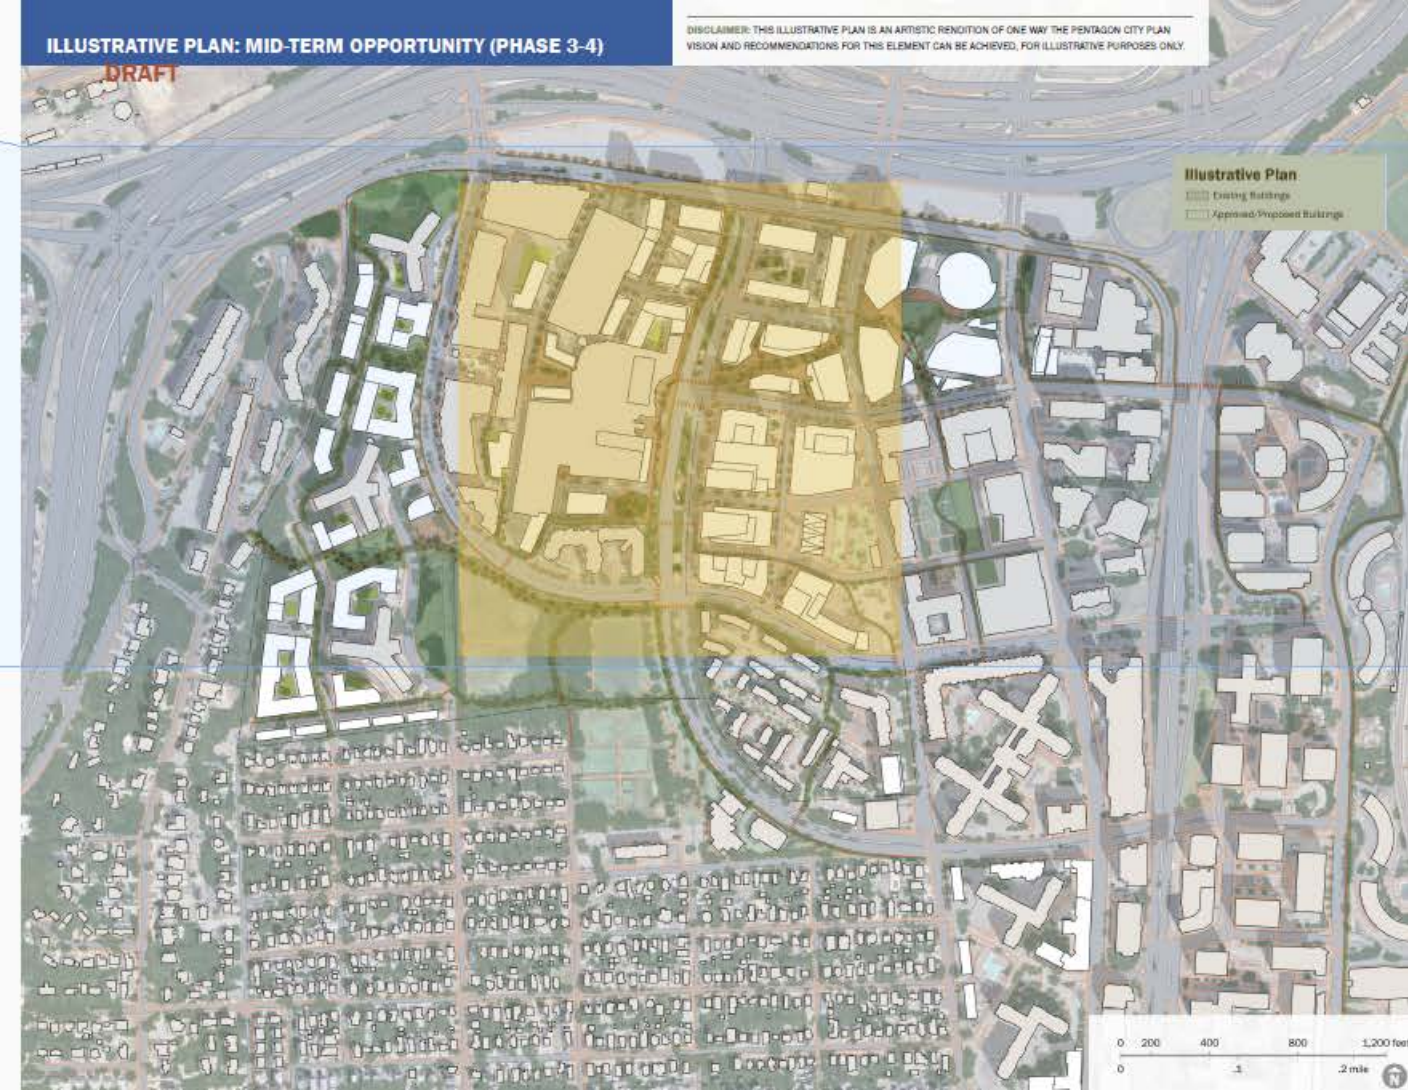 ILLUSTRATIVE PLAN: MID-TERM OPPORTUNITY (PHASE 3-4)
DRAFT
DISCLAIMER: THIS ILLUSTRATIVE PLAN IS AN ARTISTIC RENDITION OF ONE WAY THE PENTAGON CITY PLAN
VISION AND RECOMMENDATIONS FOR THIS ELEMENT CAN BE ACHIEVED, FOR ILLUSTRATIVE PURPOSES ONLY.
Illustrative Plan
Existing Buildings
Approved/Proposed Buildings
0 200 400 800 1,200 feet
0 .1 .2 mile
N